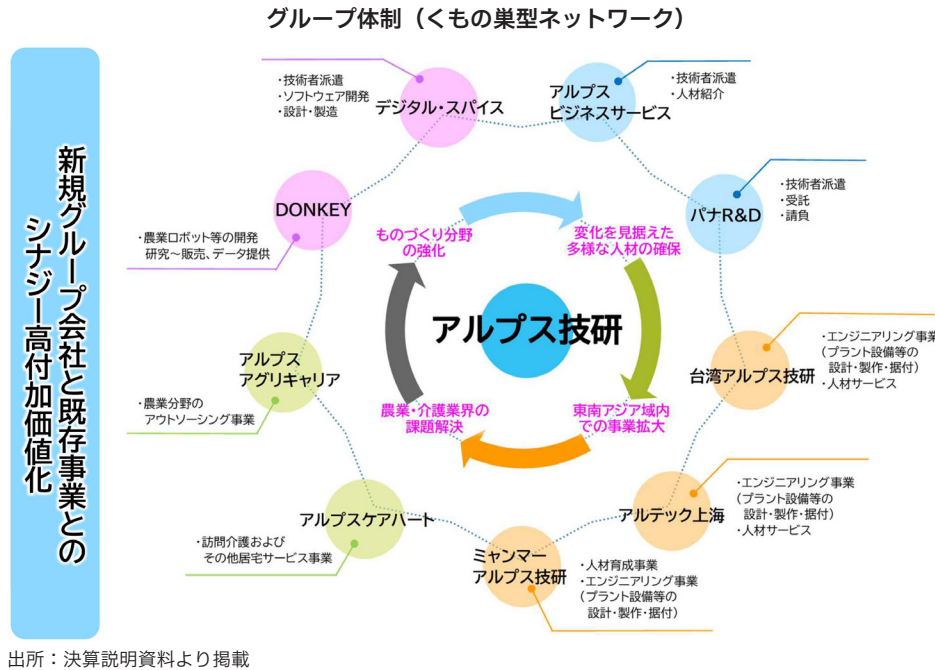 グループ体制（くもの巣型ネットワーク）
新規グループ会社と既存事業との
シナジー高付加価値化
・技術者派遣
・ソフトウェア開発
・設計・製造
デジタル・スパイス
アルプス
ビジネスサービス
・技術者派遣
・人材紹介
DONKEY
・農業ロボット等の開発
研究～販売、データ提供
パナR&D
・技術者派遣
・受託
・請負
ものづくり分野
の強化
変化を見据えた
多様な人材の確保
アルプス技研
農業・介護業界の
課題解決
東南アジア域内
での事業拡大
アルプス
アグリキャリア
・農業分野の
アウトソーシング事業
台湾アルプス技研
・エンジニアリング事業
(プラント設備等の
設計・製作・据付)
・人材サービス
アルプスケアハート
・訪問介護および
その他居宅サービス事業
アルテック上海
・エンジニアリング事業
(プラント設備等の
設計・製作・据付)
・人材サービス
ミャンマー
アルプス技研
・人材育成事業
・エンジニアリング事業
(プラント設備等の
設計・製作・据付)
出所：決算説明資料より掲載